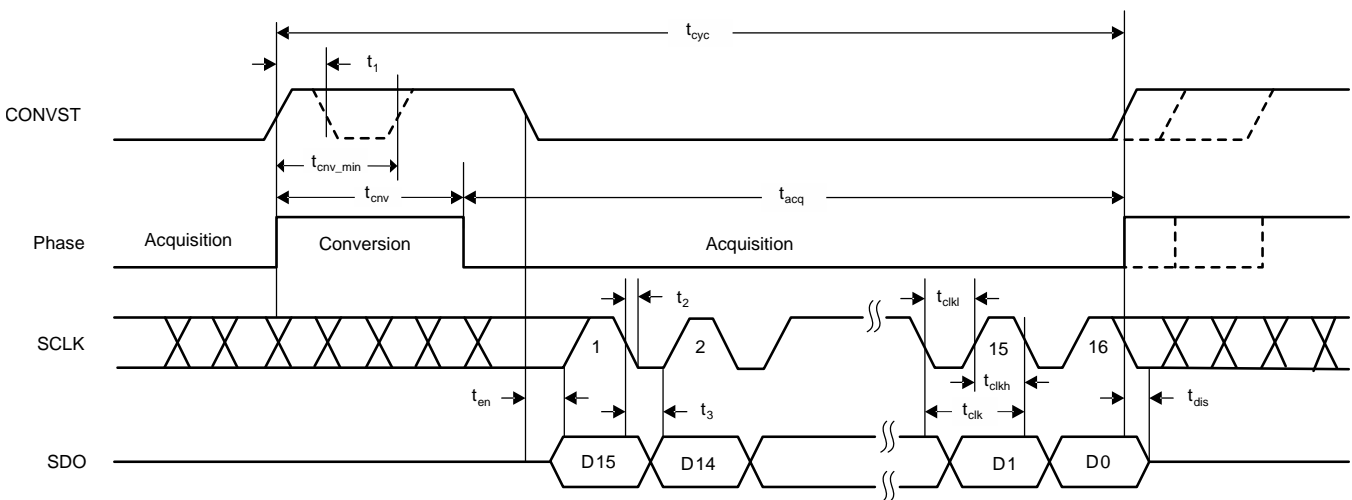 tcyc
t1
CONVST
tcnv_min
tcnv
tacq
Phase
Acquisition
Conversion
Acquisition
t2
tclkl
SCLK
1
2
15
16
ten
t3
tclkh
tclk
tdis
SDO
D15
D14
D1
D0